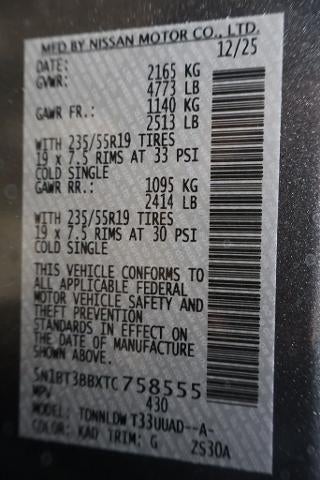 MFD BY NISSAN MOTOR CO., LTD.
DATE: 12/25
GVWR: 2165 KG
4773 LB
GAWR FR.: 1140 KG
2513 LB
WITH 235/55R19 TIRES
19 x 7.5 RIMS AT 33 PSI
COLD SINGLE
GAWR RR.: 1095 KG
2414 LB
WITH 235/55R19 TIRES
19 x 7.5 RIMS AT 30 PSI
COLD SINGLE
THIS VEHICLE CONFORMS TO
ALL APPLICABLE FEDERAL
MOTOR VEHICLE SAFETY AND
THEFT PREVENTION
STANDARDS IN EFFECT ON
THE DATE OF MANUFACTURE
SHOWN ABOVE.
5N1BT3BBXTC758555
MPV 430
MODEL: TDNNLDWT33UUAD--A-
COLOR: KAD TRIM: G ZS30A